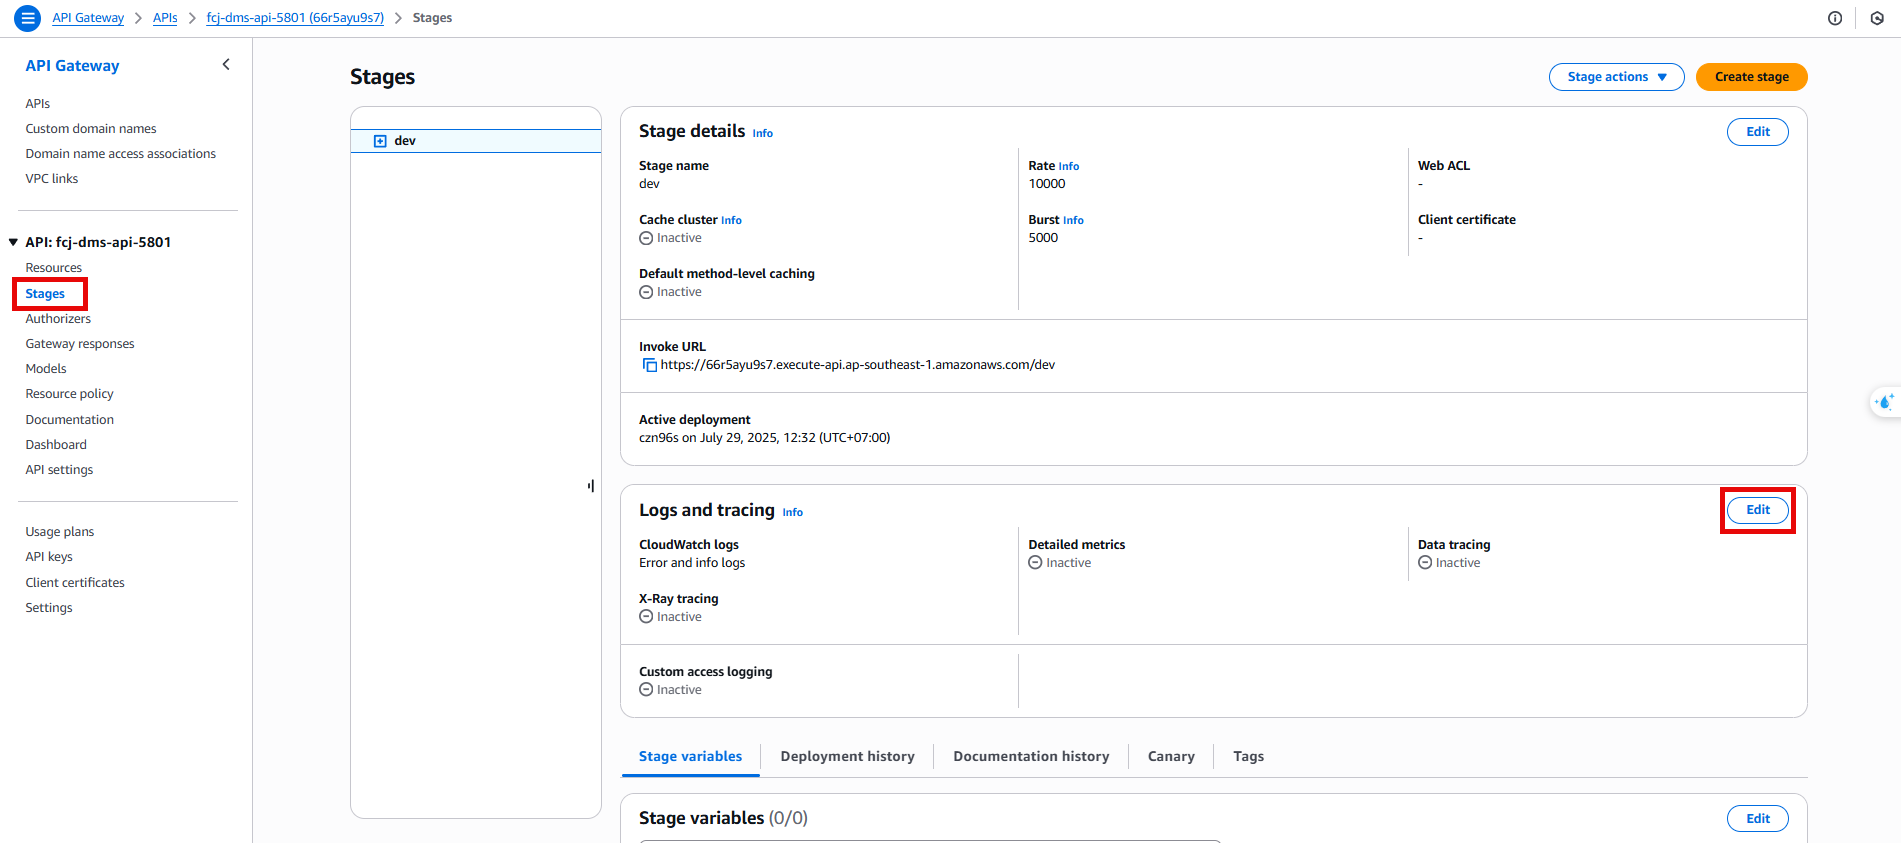 API Gateway > APIs > fcj-dms-api-5801 (66r5ayu9s7) > Stages
API Gateway
APIs
Custom domain names
Domain name access associations
VPC links
API: fcj-dms-api-5801
Resources
Stages
Authorizers
Gateway responses
Models
Resource policy
Documentation
Dashboard
API settings
Usage plans
API keys
Client certificates
Settings
Stages
Stage actions
Create stage
dev
Stage details Info
Edit
Stage name
dev
Rate Info
10000
Web ACL
-
Cache cluster Info
Inactive
Burst Info
5000
Client certificate
-
Default method-level caching
Inactive
Invoke URL
https://66r5ayu9s7.execute-api.ap-southeast-1.amazonaws.com/dev
Active deployment
czn96s on July 29, 2025, 12:32 (UTC+07:00)
Logs and tracing Info
Edit
CloudWatch logs
Error and info logs
Detailed metrics
Inactive
Data tracing
Inactive
X-Ray tracing
Inactive
Custom access logging
Inactive
Stage variables
Deployment history
Documentation history
Canary
Tags
Stage variables (0/0)
Edit